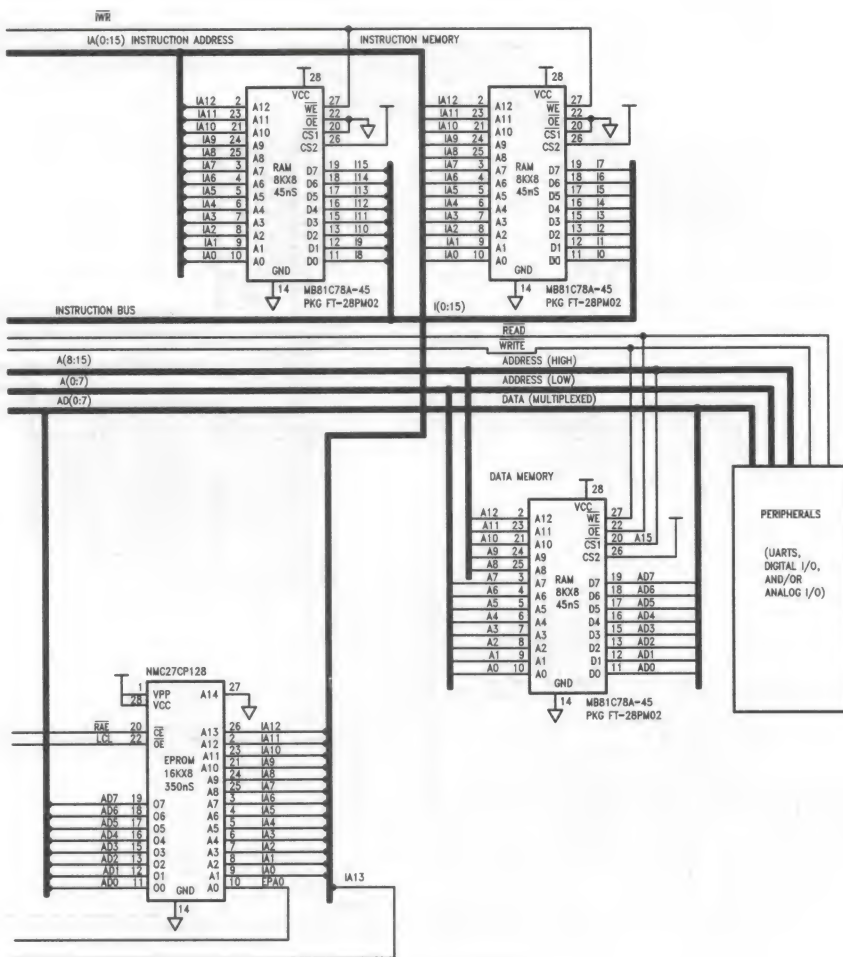 IWR
IA(0:15) INSTRUCTION ADDRESS INSTRUCTION MEMORY
28 28
VCC VCC
IA12 2 A12 WE 27 IA12 2 A12 WE 27
IA11 23 A11 OE 22 IA11 23 A11 OE 22
IA10 21 A10 CS1 20 IA10 21 A10 CS1 20
IA9 24 A9 CS2 26 IA9 24 A9 CS2 26
IA8 25 A8 IA8 25 A8
IA7 3 A7 RAM D7 19 I15 IA7 3 A7 RAM D7 19 I7
IA6 4 A6 8KX8 D6 18 I14 IA6 4 A6 8KX8 D6 18 I6
IA5 5 A5 45nS D5 17 I13 IA5 5 A5 45nS D5 17 I5
IA4 6 A4 D4 16 I12 IA4 6 A4 D4 16 I4
IA3 7 A3 D3 15 I11 IA3 7 A3 D3 15 I3
IA2 8 A2 D2 13 I10 IA2 8 A2 D2 13 I2
IA1 9 A1 D1 12 I9 IA1 9 A1 D1 12 I1
IA0 10 A0 D0 11 I8 IA0 10 A0 D0 11 I0
GND GND
14 MB81C78A-45 14 MB81C78A-45
PKG FT-28PM02 PKG FT-28PM02
INSTRUCTION BUS I(0:15)
READ
WRITE
A(8:15) ADDRESS (HIGH)
A(0:7) ADDRESS (LOW)
AD(0:7) DATA (MULTIPLEXED)
DATA MEMORY
28
VCC
A12 2 A12 WE 27
A11 23 A11 OE 22
A10 21 A10 CS1 20 A15
A9 24 A9 CS2 26
A8 25 A8
A7 3 A7 RAM D7 19 AD7
A6 4 A6 8KX8 D6 18 AD6
A5 5 A5 45nS D5 17 AD5
A4 6 A4 D4 16 AD4
A3 7 A3 D3 15 AD3
A2 8 A2 D2 13 AD2
A1 9 A1 D1 12 AD1
A0 10 A0 D0 11 AD0
GND
14 MB81C78A-45
PKG FT-28PM02
PERIPHERALS
(UARTS,
DIGITAL I/O,
AND/OR
ANALOG I/O)
NMC27CP128
1 VPP A14 27
28 VCC
RAE 20 CE A13 26 IA12
LCL 22 OE A12 2 IA11
A11 23 IA10
EPROM A10 21 IA9
16KX8 A9 24 IA8
350nS A8 25 IA7
AD7 19 O7 A7 3 IA6
AD6 18 O6 A6 4 IA5
AD5 17 O5 A5 5 IA4
AD4 16 O4 A4 6 IA3
AD3 15 O3 A3 7 IA2
AD2 13 O2 A2 8 IA1
AD1 12 O1 A1 9 IA0
AD0 11 O0 A0 10 EPA0
GND
14
IA13